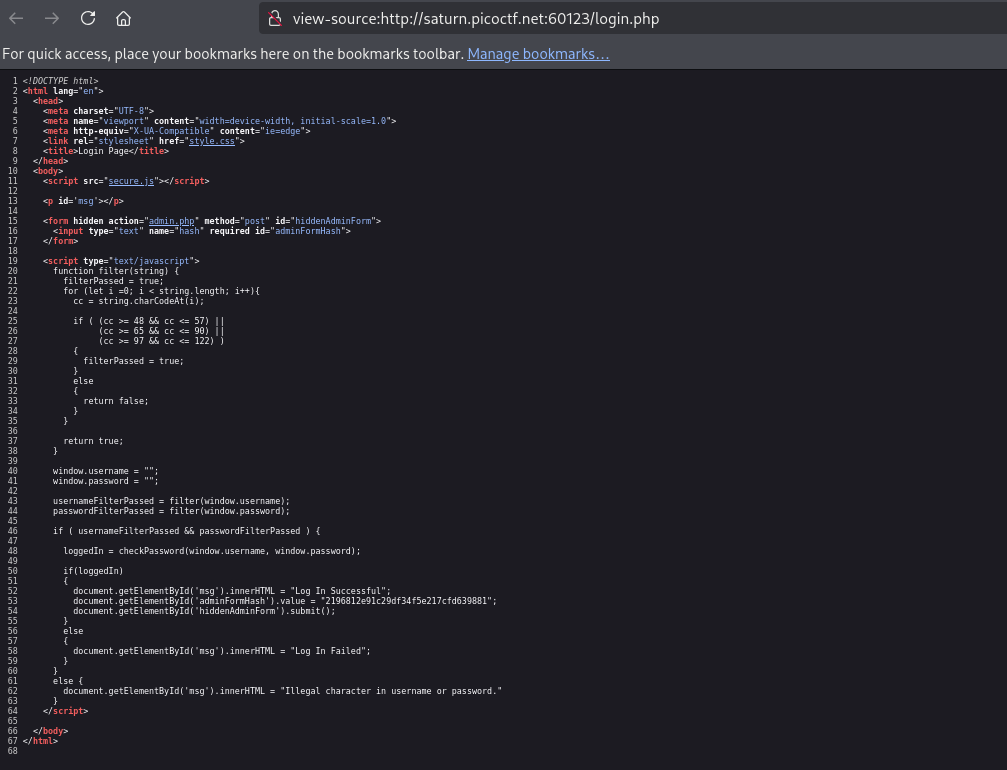 view-source:http://saturn.picoctf.net:60123/login.php
For quick access, place your bookmarks here on the bookmarks toolbar. Manage bookmarks...
1 <!DOCTYPE html>
2 <html lang="en">
3 <head>
4 <meta charset="UTF-8">
5 <meta name="viewport" content="width=device-width, initial-scale=1.0">
6 <meta http-equiv="X-UA-Compatible" content="ie=edge">
7 <link rel="stylesheet" href="style.css">
8 <title>Login Page</title>
9 </head>
10 <body>
11 <script src="secure.js"></script>
12
13 <p id='msg'></p>
14
15 <form hidden action="admin.php" method="post" id="hiddenAdminForm">
16 <input type="text" name="hash" required id="adminFormHash">
17 </form>
18
19 <script type="text/javascript">
20 function filter(string) {
21 filterPassed = true;
22 for (let i =0; i < string.length; i++){
23 cc = string.charCodeAt(i);
24
25 if ( (cc >= 48 && cc <= 57) ||
26 (cc >= 65 && cc <= 90) ||
27 (cc >= 97 && cc <= 122) )
28 {
29 filterPassed = true;
30 }
31 else
32 {
33 return false;
34 }
35 }
36
37 return true;
38 }
39
40 window.username = "";
41 window.password = "";
42
43 usernameFilterPassed = filter(window.username);
44 passwordFilterPassed = filter(window.password);
45
46 if ( usernameFilterPassed && passwordFilterPassed ) {
47
48 loggedIn = checkPassword(window.username, window.password);
49
50 if(loggedIn)
51 {
52 document.getElementById('msg').innerHTML = "Log In Successful";
53 document.getElementById('adminFormHash').value = "2196812e91c29df34f5e217cfd639881";
54 document.getElementById('hiddenAdminForm').submit();
55 }
56 else
57 {
58 document.getElementById('msg').innerHTML = "Log In Failed";
59 }
60 }
61 else {
62 document.getElementById('msg').innerHTML = "Illegal character in username or password."
63 }
64 </script>
65
66 </body>
67 </html>
68